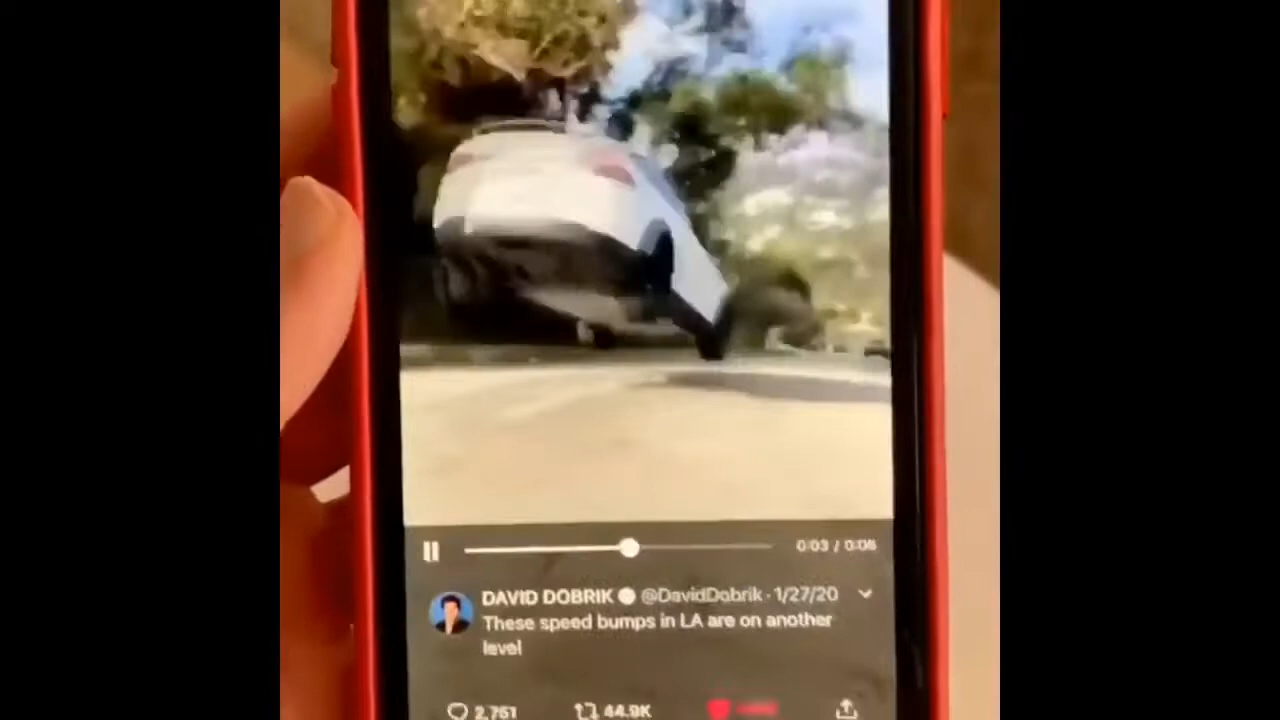 0:03 / 0:06
DAVID DOBRIK @DavidDobrik · 1/27/20
These speed bumps in LA are on another
level
2,761 44.9K